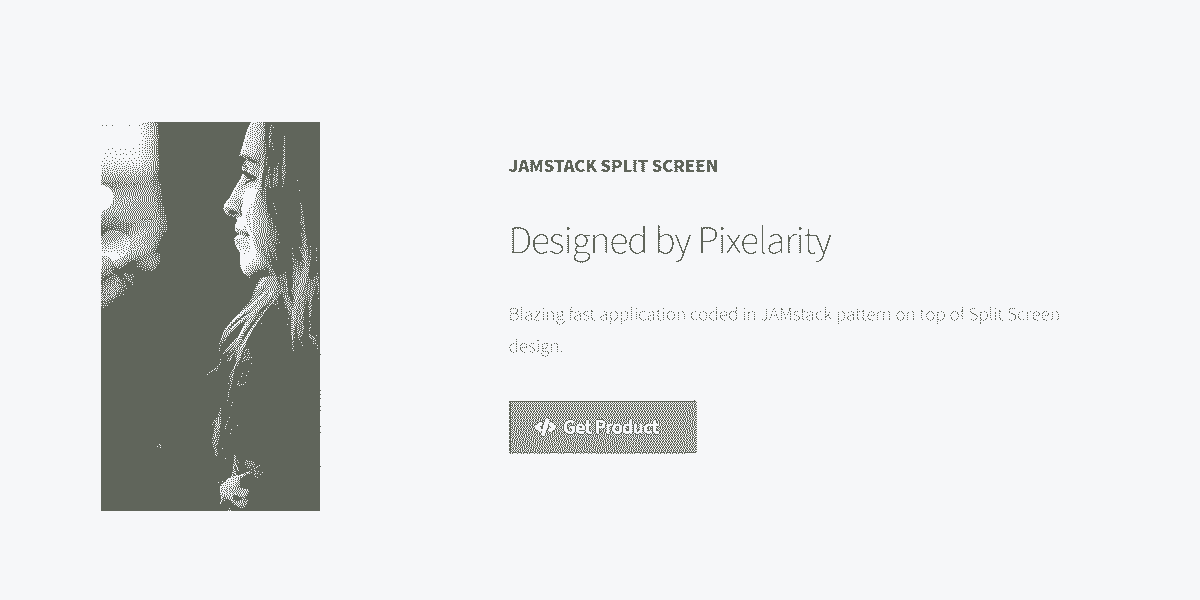 JAMSTACK SPLIT SCREEN
Designed by Pixelarity
Blazing fast application coded in JAMstack pattern on top of Split Screen
design.
</> Get Product